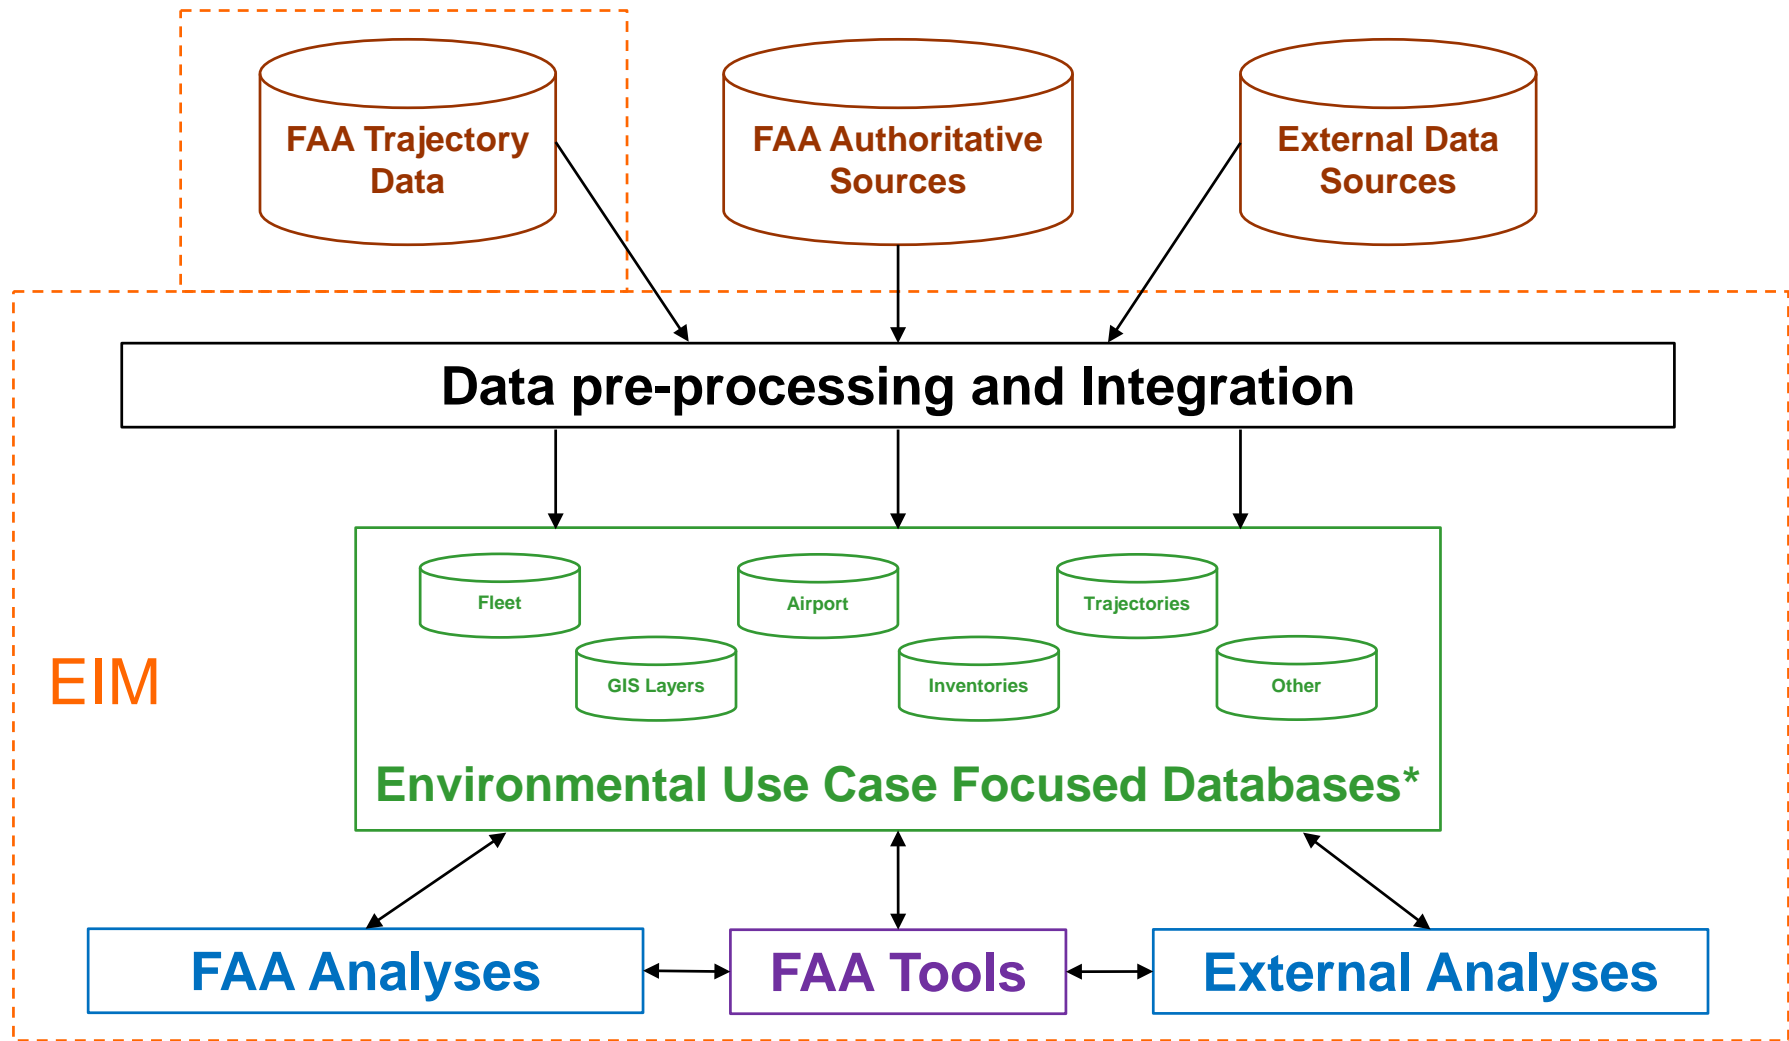 FAA Trajectory
Data
FAA Authoritative
Sources
External Data
Sources
Data pre-processing and Integration
Fleet
Airport
Trajectories
GIS Layers
Inventories
Other
EIM
Environmental Use Case Focused Databases*
FAA Analyses
FAA Tools
External Analyses